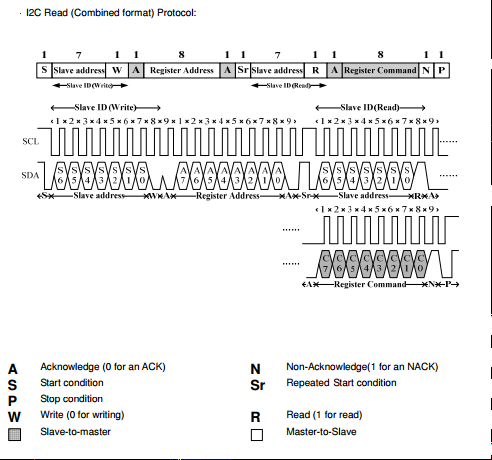 · I2C Read (Combined format) Protocol:
1 7 1 1 8 1 1 7 1 1 8 1 1
S Slave address W A Register Address A Sr Slave address R A Register Command N P
Slave ID(Write) Slave ID(Read)
Slave ID (Write) Slave ID(Read)
1 2 3 4 5 6 7 8 9 1 2 3 4 5 6 7 8 9 1 2 3 4 5 6 7 8 9
SCL ......
SDA S6 S5 S4 S3 S2 S1 S0 A7 A6 A5 A4 A3 A2 A1 A0 S6 S5 S4 S3 S2 S1 S0 ......
S Slave address W A Register Address A Sr Slave address R A
1 2 3 4 5 6 7 8 9
......
...... C7 C6 C5 C4 C3 C2 C1 C0
A Register Command N P
A Acknowledge (0 for an ACK) N Non-Acknowledge(1 for an NACK)
S Start condition Sr Repeated Start condition
P Stop condition
W Write (0 for writing) R Read (1 for read)
Slave-to-master Master-to-Slave